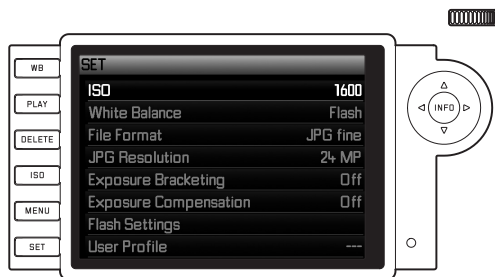 WB
PLAY
DELETE
ISO
MENU
SET
SET
ISO 1600
White Balance Flash
File Format JPG fine
JPG Resolution 24 MP
Exposure Bracketing Off
Exposure Compensation Off
Flash Settings
User Profile ---
INFO